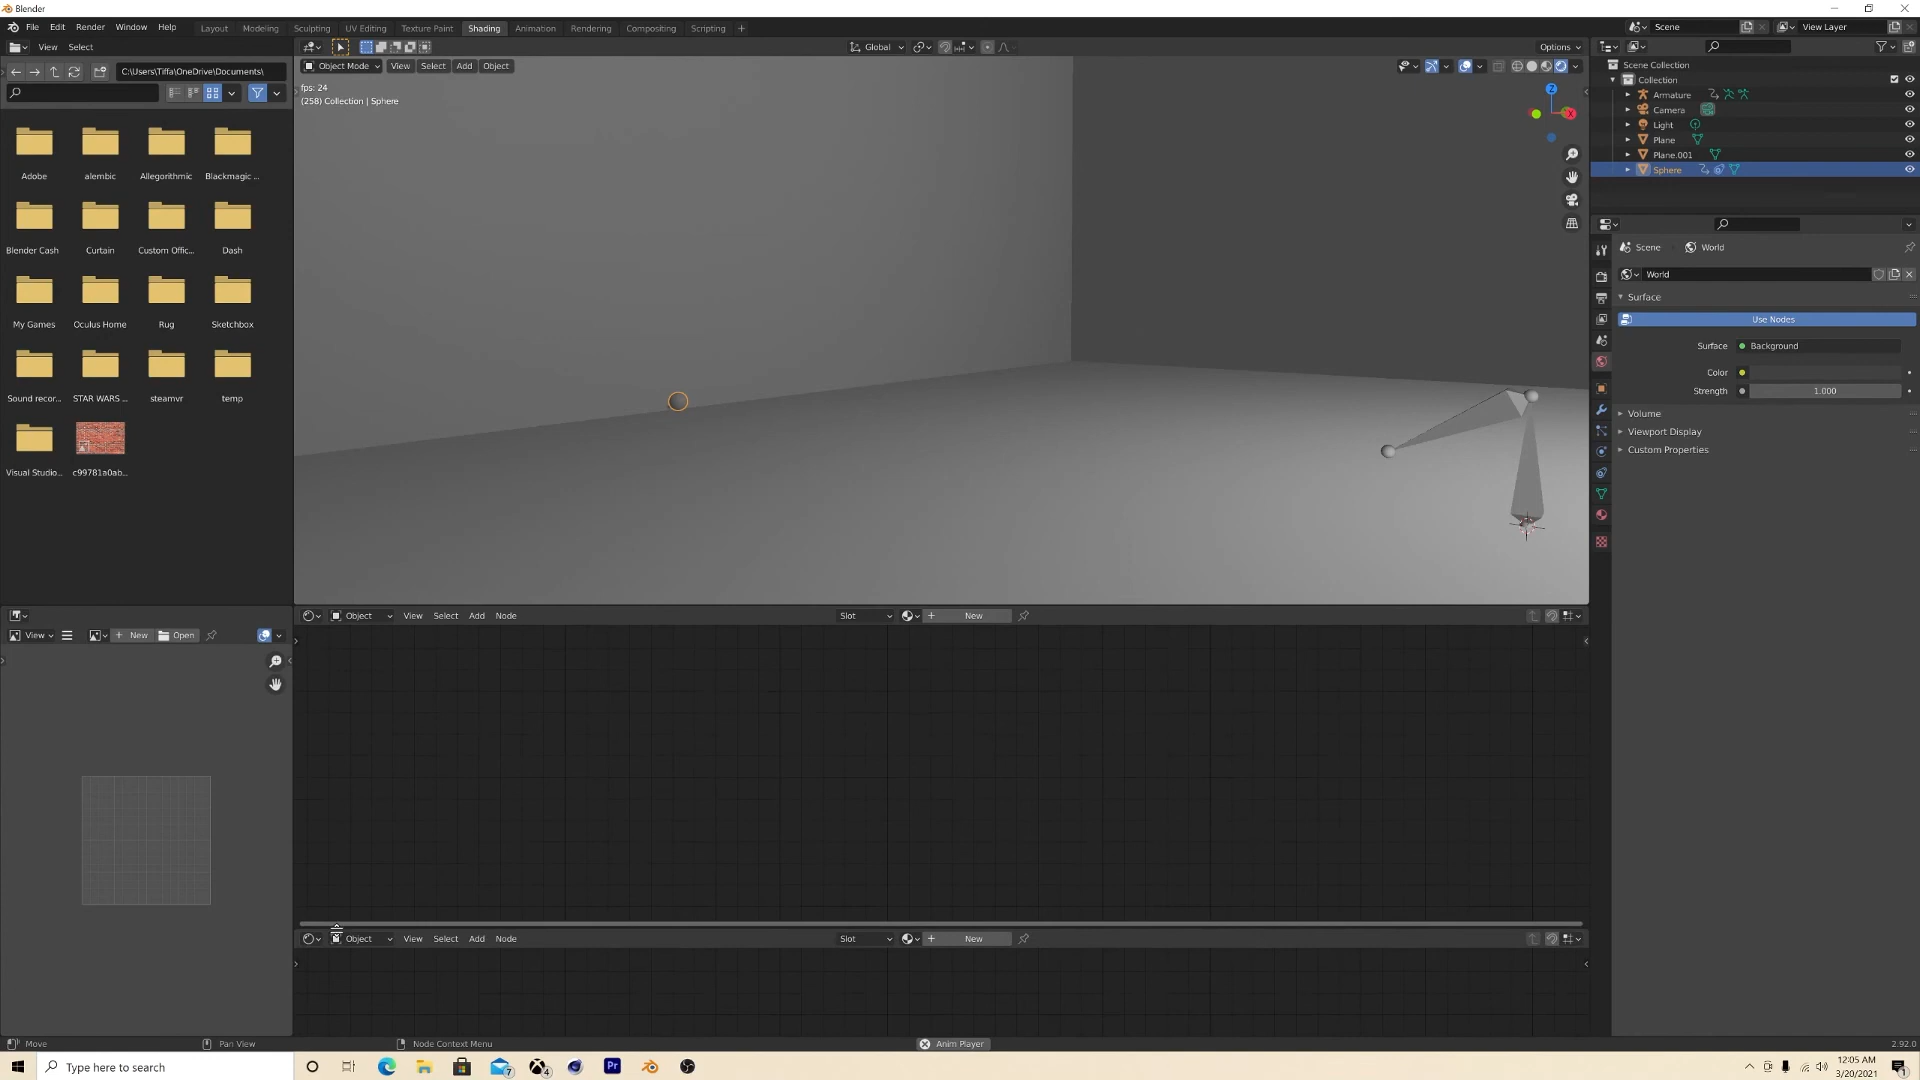 Blender
File Edit Render Window Help Layout Modeling Sculpting UV Editing Texture Paint Shading Animation Rendering Compositing Scripting + Scene View Layer
View Select Global Options
C:\Users\Tiffa\OneDrive\Documents\ Object Mode View Select Add Object
fps: 24
(258) Collection | Sphere
Scene Collection
Collection
Armature
Camera
Light
Plane
Plane.001
Sphere
Z
X
Adobe alembic Allegorithmic Blackmagic ...
Blender Cash Curtain Custom Offic... Dash
My Games Oculus Home Rug Sketchbox
Sound recor... STAR WARS ... steamvr temp
Visual Studio... c99781a0ab...
Scene World
World
Surface
Use Nodes
Surface Background
Color
Strength 1.000
Volume
Viewport Display
Custom Properties
Object View Select Add Node Slot + New
View + New Open
Object View Select Add Node Slot + New
Move Pan View Node Context Menu Anim Player 2.92.0
Type here to search 7 4 Pr 12:05 AM
3/20/2021 1